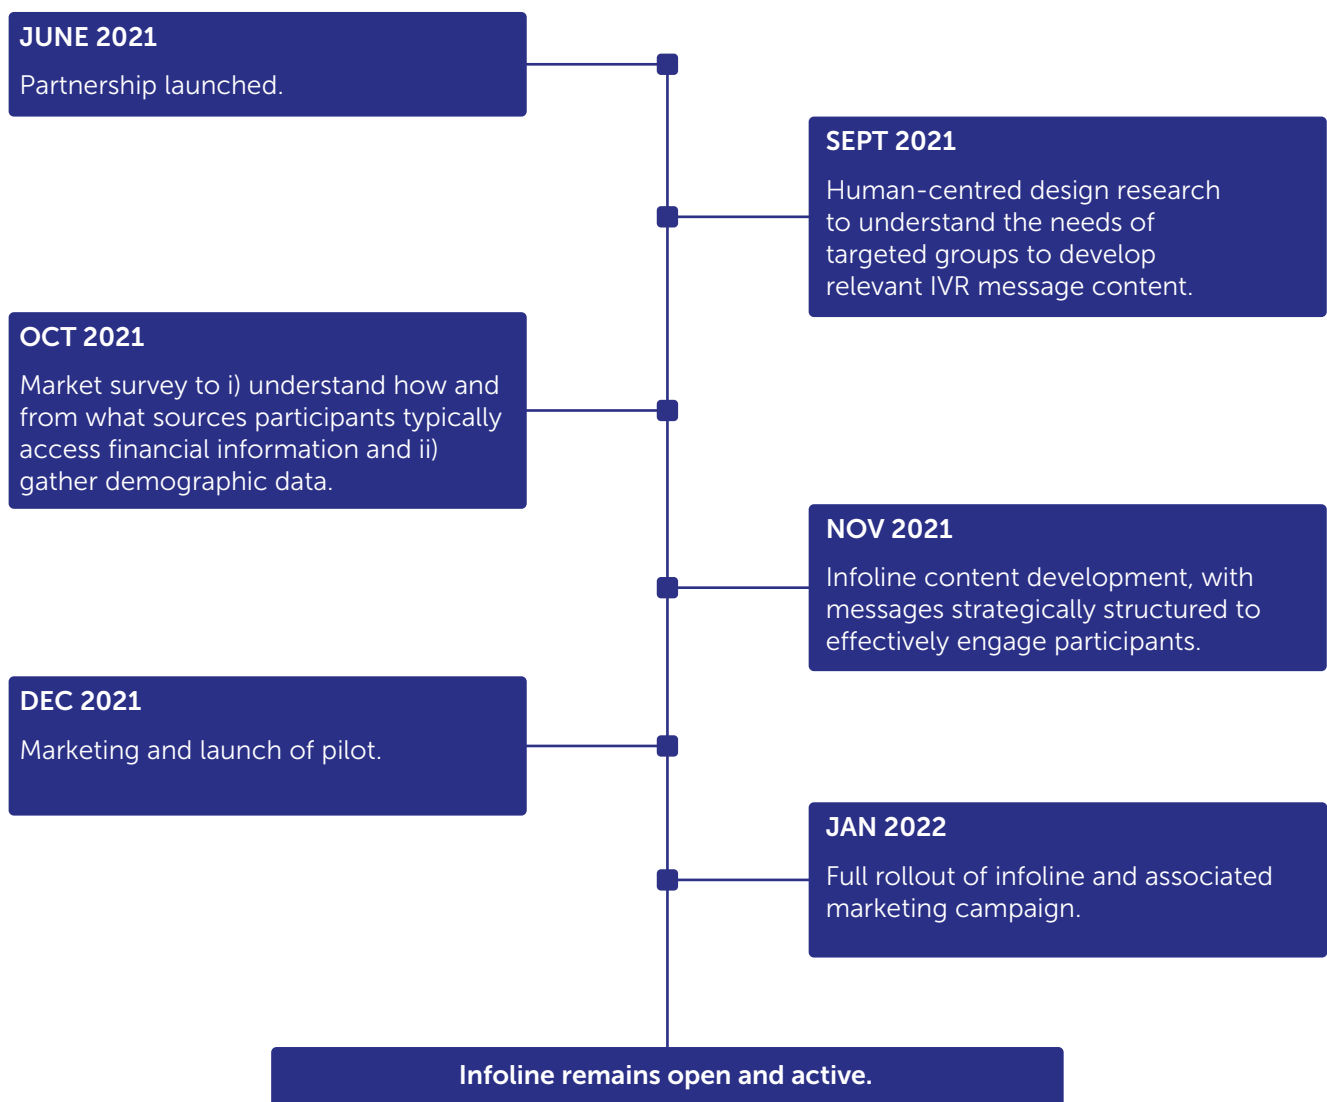 JUNE 2021
Partnership launched.
SEPT 2021
Human-centred design research
to understand the needs of
targeted groups to develop
relevant IVR message content.
OCT 2021
Market survey to i) understand how and
from what sources participants typically
access financial information and ii)
gather demographic data.
NOV 2021
Infoline content development, with
messages strategically structured to
effectively engage participants.
DEC 2021
Marketing and launch of pilot.
JAN 2022
Full rollout of infoline and associated
marketing campaign.
Infoline remains open and active.